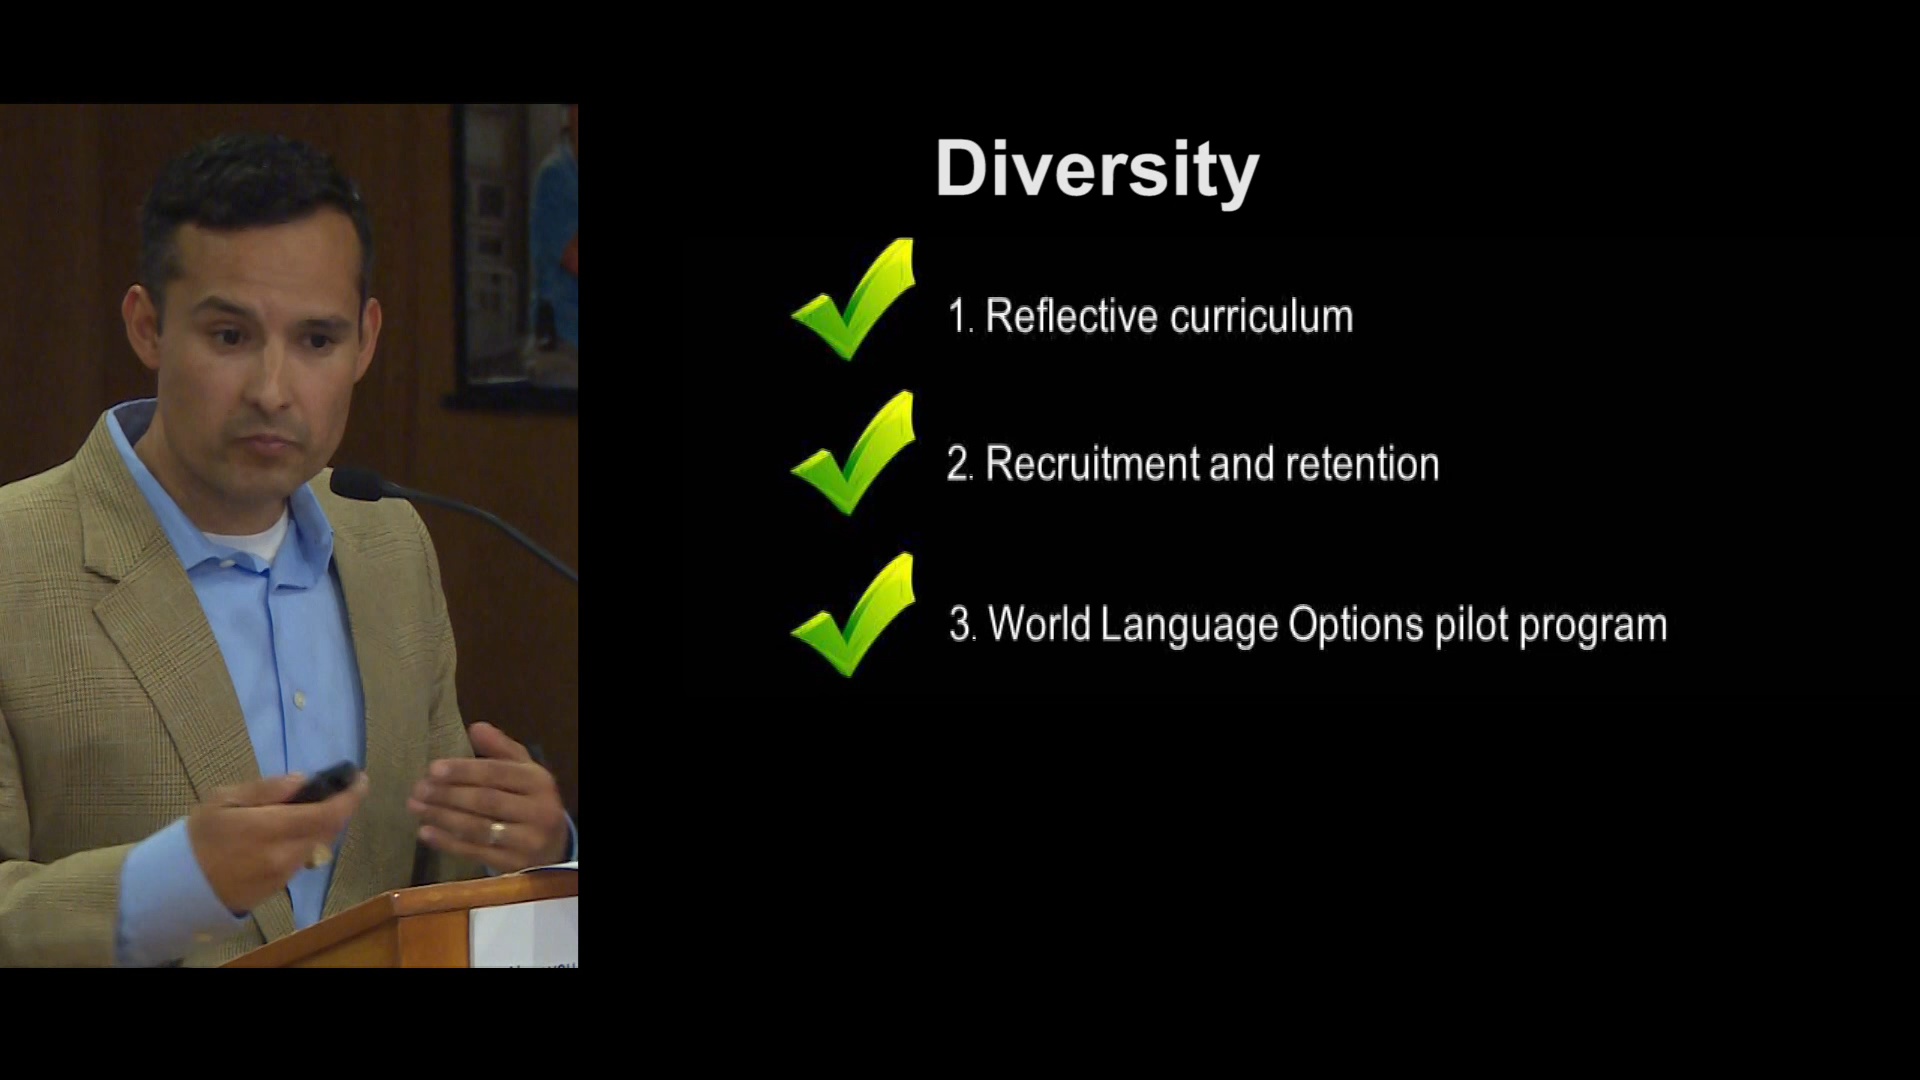 Diversity
1. Reflective curriculum
2. Recruitment and retention
3. World Language Options pilot program